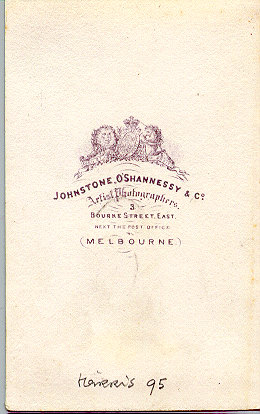 JOHNSTONE, O'SHANNESSY & Co.
Artist Photographers.
3
BOURKE STREET, EAST.
NEXT THE POST OFFICE
(MELBOURNE)
95